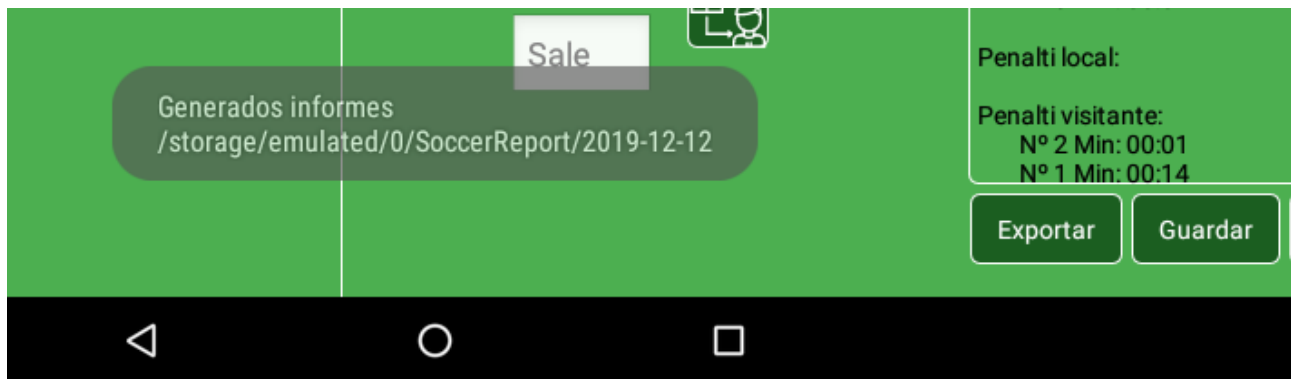 Sale
Generados informes
/storage/emulated/0/SoccerReport/2019-12-12
Penalti local:
Penalti visitante:
Nº 2 Min: 00:01
Nº 1 Min: 00:14
Exportar
Guardar